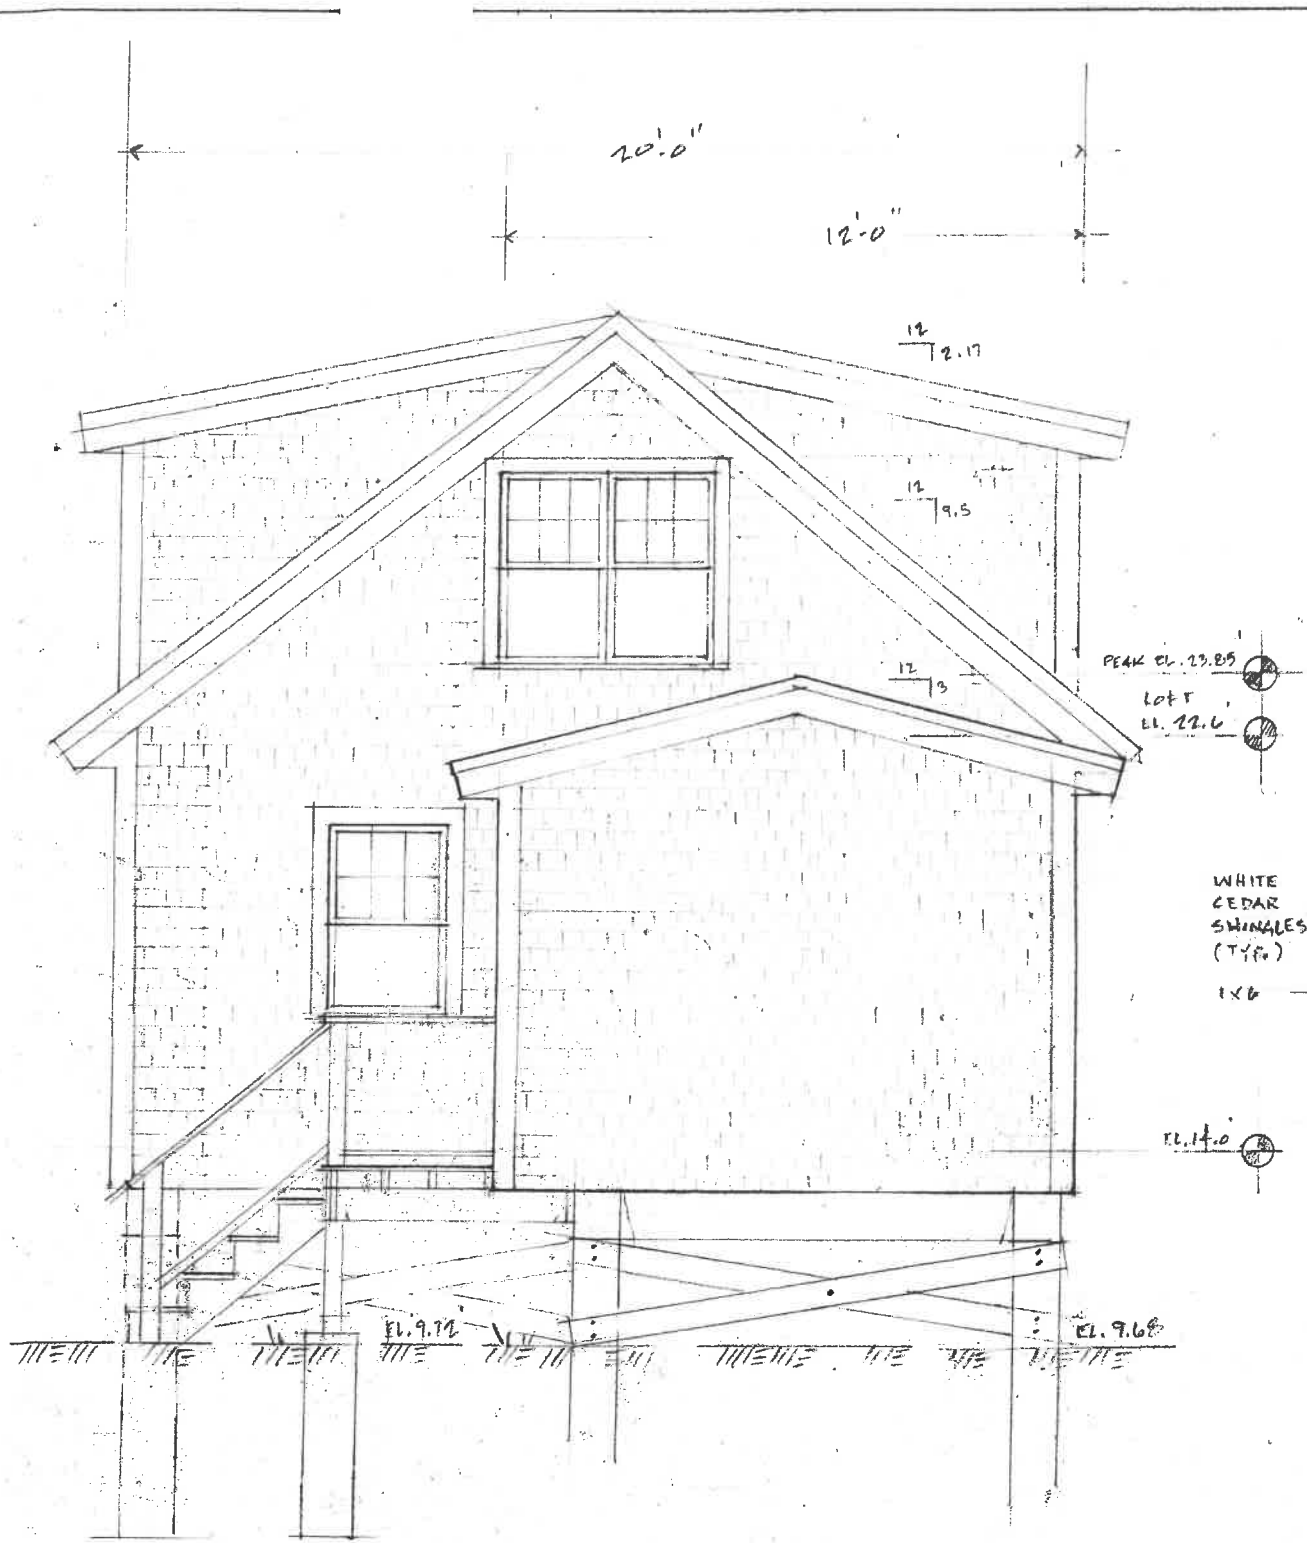 20'-0"
12'-0"
12
2.17
12
9.5
12
3
PEAK EL. 23.85'
LOFT
EL. 22.6'
WHITE
CEDAR
SHINGLES
(TYP.)
1X6
EL. 14.0'
EL. 9.72'
EL. 9.68'